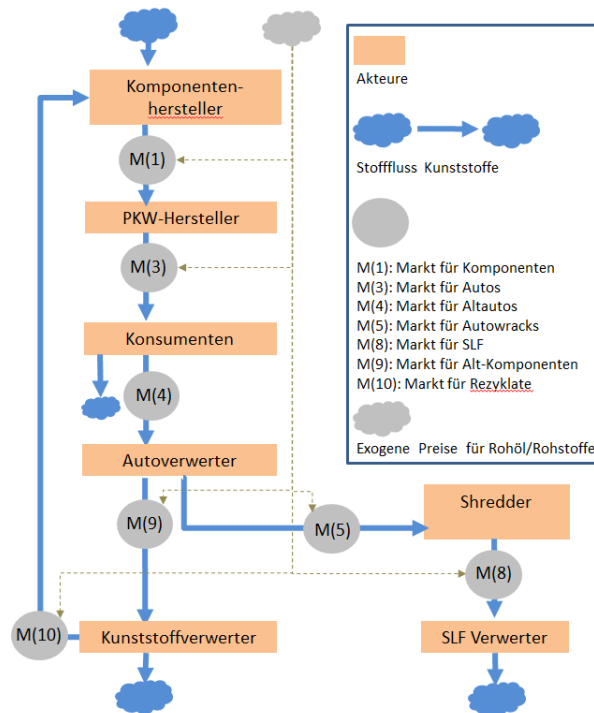 Komponenten-
hersteller
M(1)
PKW-Hersteller
M(3)
Konsumenten
M(4)
Autoverwerter
M(9)
M(5)
Shredder
M(8)
M(10)
Kunststoffverwerter
SLF Verwerter
Akteure
Stofffluss Kunststoffe
M(1): Markt für Komponenten
M(3): Markt für Autos
M(4): Markt für Altautos
M(5): Markt für Autowracks
M(8): Markt für SLF
M(9): Markt für Alt-Komponenten
M(10): Markt für Rezyklate
Exogene Preise für Rohöl/Rohstoffe